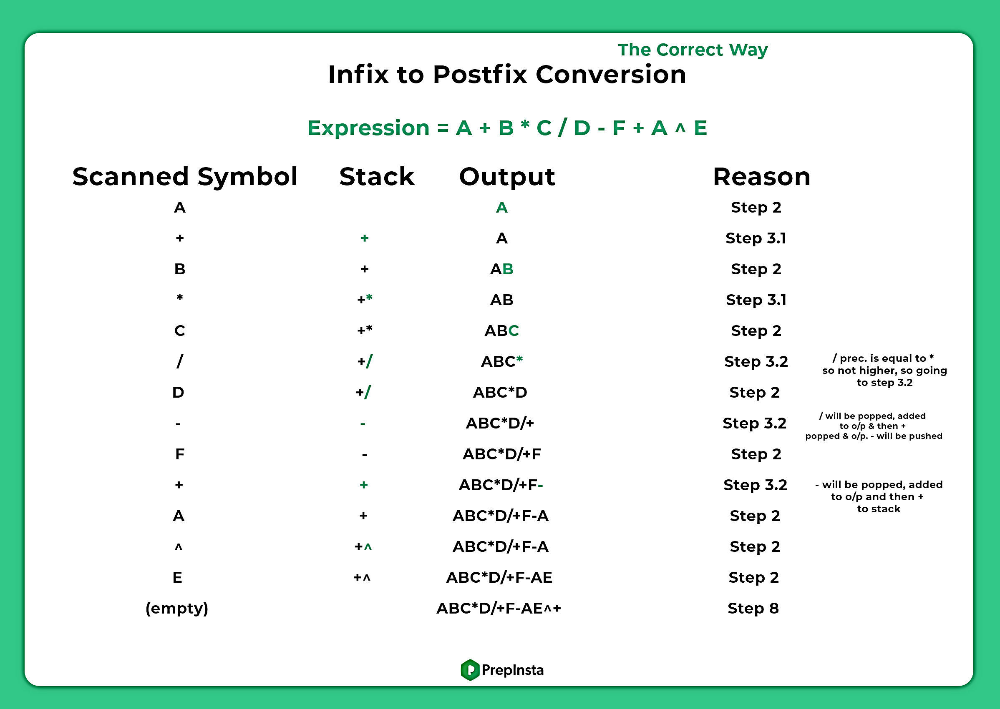 The Correct Way
Infix to Postfix Conversion
Expression = A + B * C / D - F + A ^ E
Scanned Symbol Stack Output Reason
A A Step 2
+ + A Step 3.1
B + AB Step 2
* +* AB Step 3.1
C +* ABC Step 2
/ +/ ABC* Step 3.2
/ prec. is equal to *
so not higher, so going
to step 3.2
D +/ ABC*D Step 2
- - ABC*D/+ Step 3.2
/ will be popped, added
to o/p & then +
popped & o/p. - will be pushed
F - ABC*D/+F Step 2
+ + ABC*D/+F- Step 3.2
- will be popped, added
to o/p and then +
to stack
A + ABC*D/+F-A Step 2
^ +^ ABC*D/+F-A Step 2
E +^ ABC*D/+F-AE Step 2
(empty) ABC*D/+F-AE^+ Step 8
PrepInsta